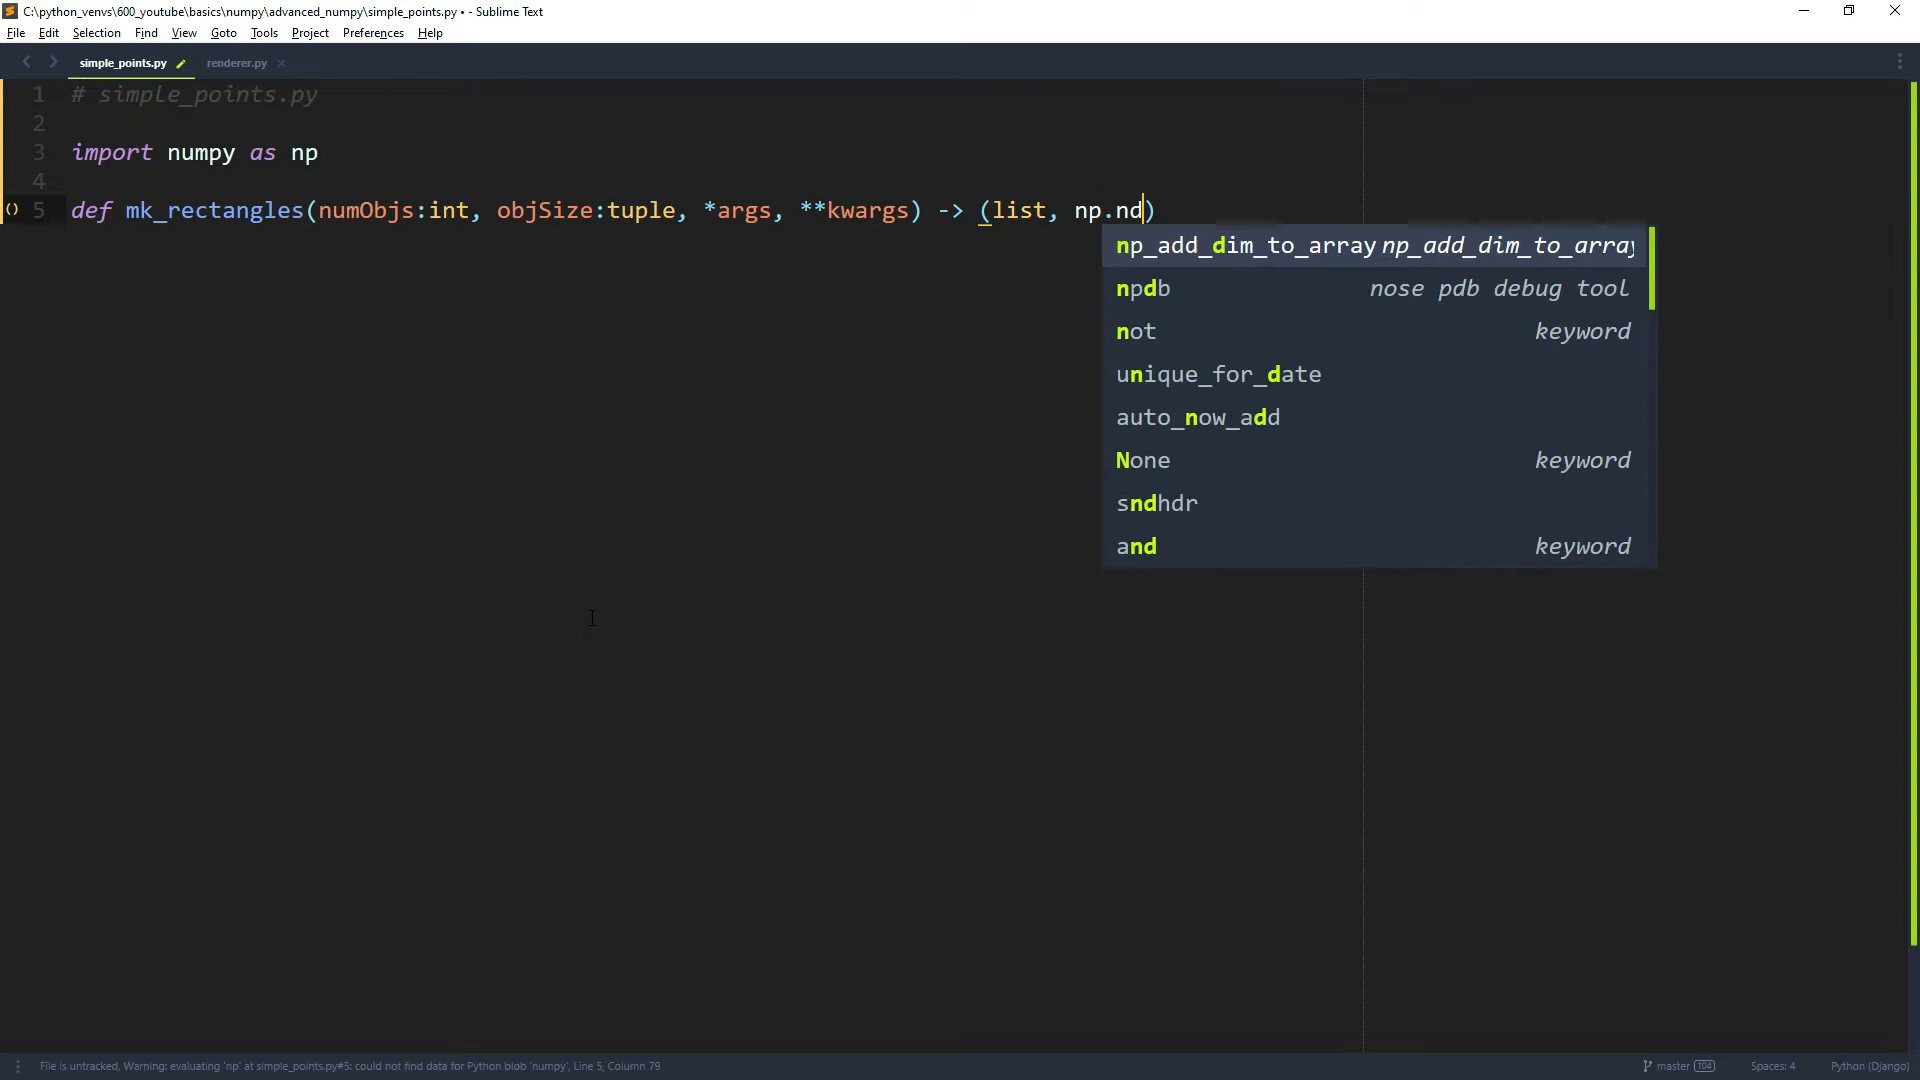 C:\python_venvs\600_youtube\basics\numpy\advanced_numpy\simple_points.py • - Sublime Text
File Edit Selection Find View Goto Tools Project Preferences Help
simple_points.py renderer.py
1 # simple_points.py
2
3 import numpy as np
4
5 def mk_rectangles(numObjs:int, objSize:tuple, *args, **kwargs) -> (list, np.nd)
np_add_dim_to_array np_add_dim_to_array
npdb nose pdb debug tool
not keyword
unique_for_date
auto_now_add
None keyword
sndhdr
and keyword
File is untracked, Warning: evaluating 'np' at simple_points.py#5: could not find data for Python blob 'numpy', Line 5, Column 79 master 104 Spaces: 4 Python (Django)